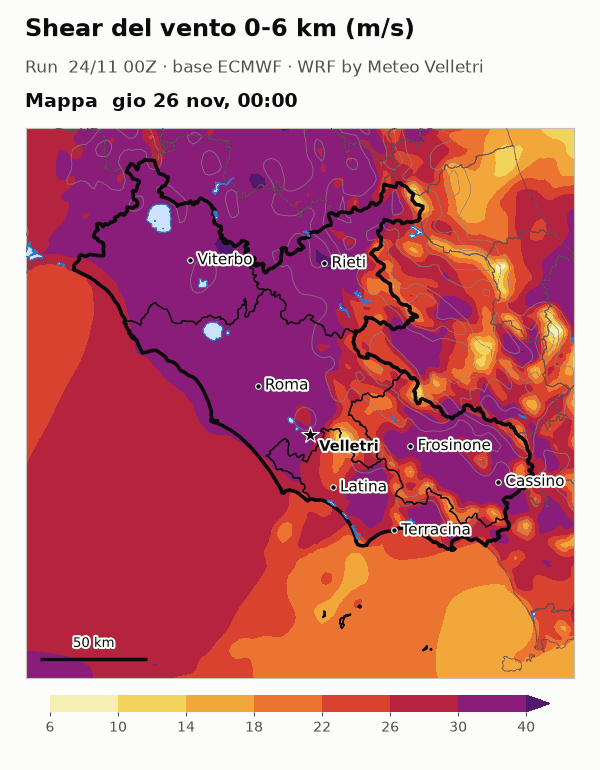 Shear del vento 0-6 km (m/s)
Run 24/11 00Z · base ECMWF · WRF by Meteo Velletri
Mappa gio 26 nov, 00:00
Viterbo
Rieti
Roma
Velletri
Frosinone
Cassino
Latina
Terracina
50 km
6 10 14 18 22 26 30 40